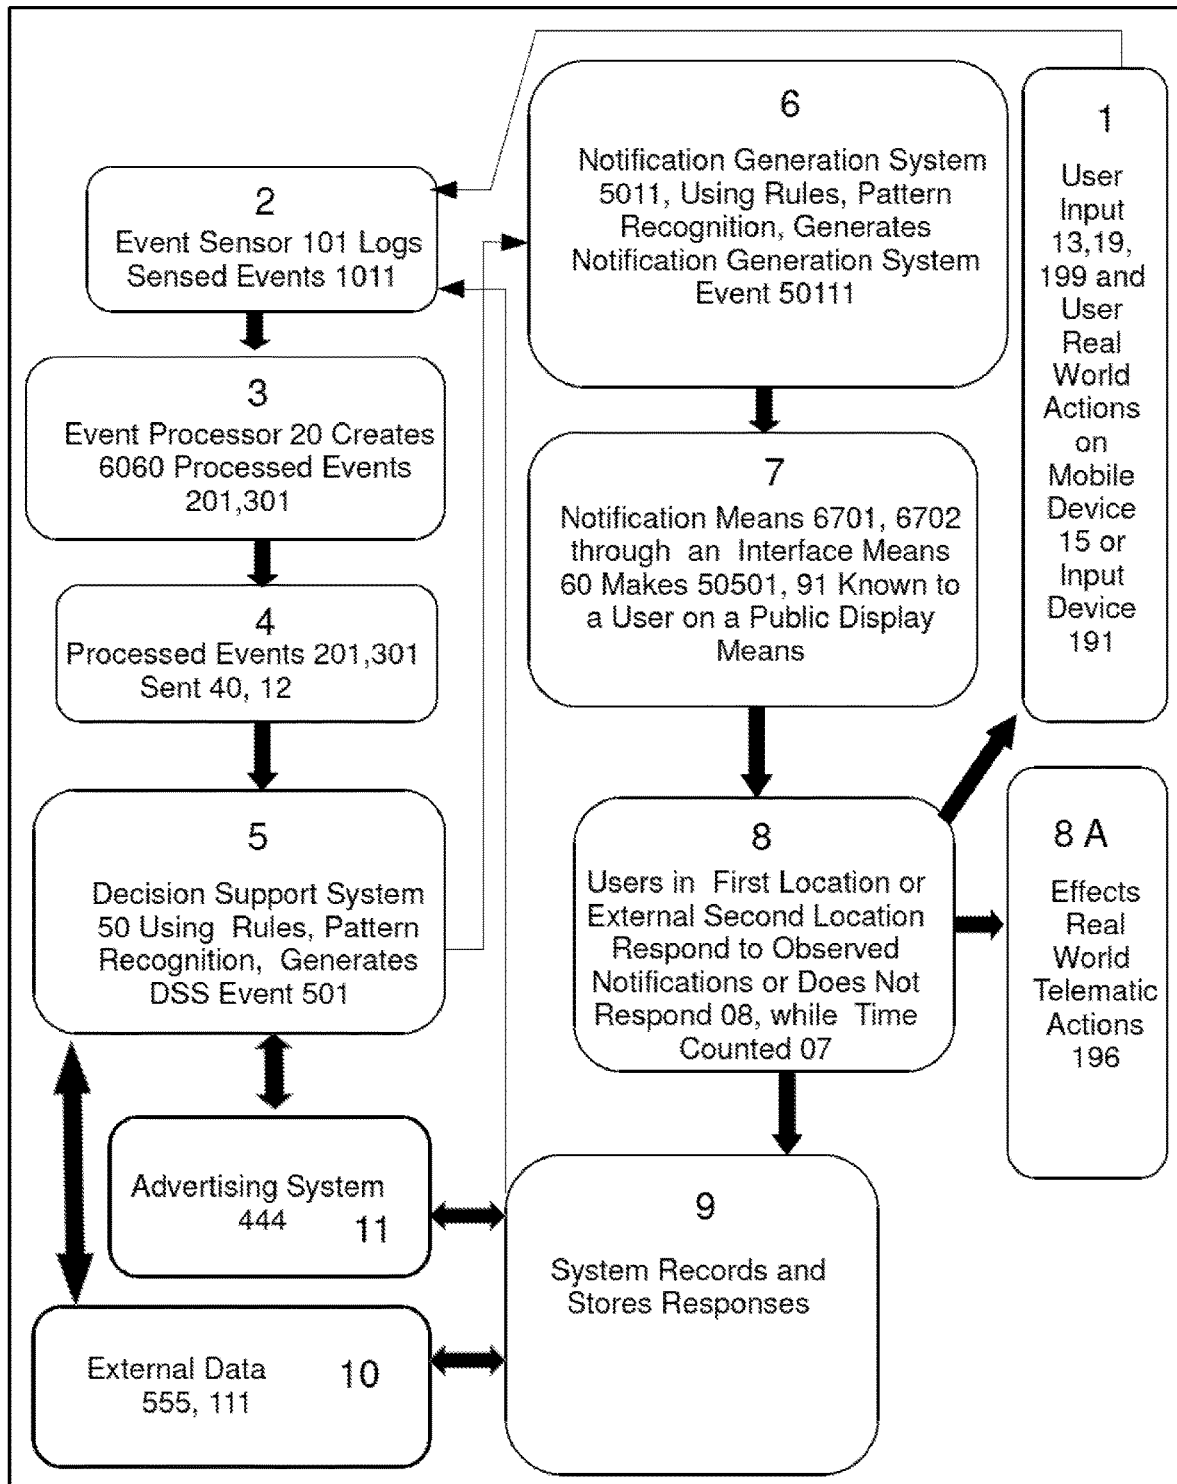 1
User
Input
13,19,
199 and
User
Real
World
Actions
on
Mobile
Device
15 or
Input
Device
191
2
Event Sensor 101 Logs
Sensed Events 1011
3
Event Processor 20 Creates
6060 Processed Events
201,301
4
Processed Events 201,301
Sent 40, 12
5
Decision Support System
50 Using Rules, Pattern
Recognition, Generates
DSS Event 501
6
Notification Generation System
5011, Using Rules, Pattern
Recognition, Generates
Notification Generation System
Event 50111
7
Notification Means 6701, 6702
through an Interface Means
60 Makes 50501, 91 Known to
a User on a Public Display
Means
8
Users in First Location or
External Second Location
Respond to Observed
Notifications or Does Not
Respond 08, while Time
Counted 07
8 A
Effects
Real
World
Telematic
Actions
196
9
System Records and
Stores Responses
External Data 10
555, 111
Advertising System
444 11